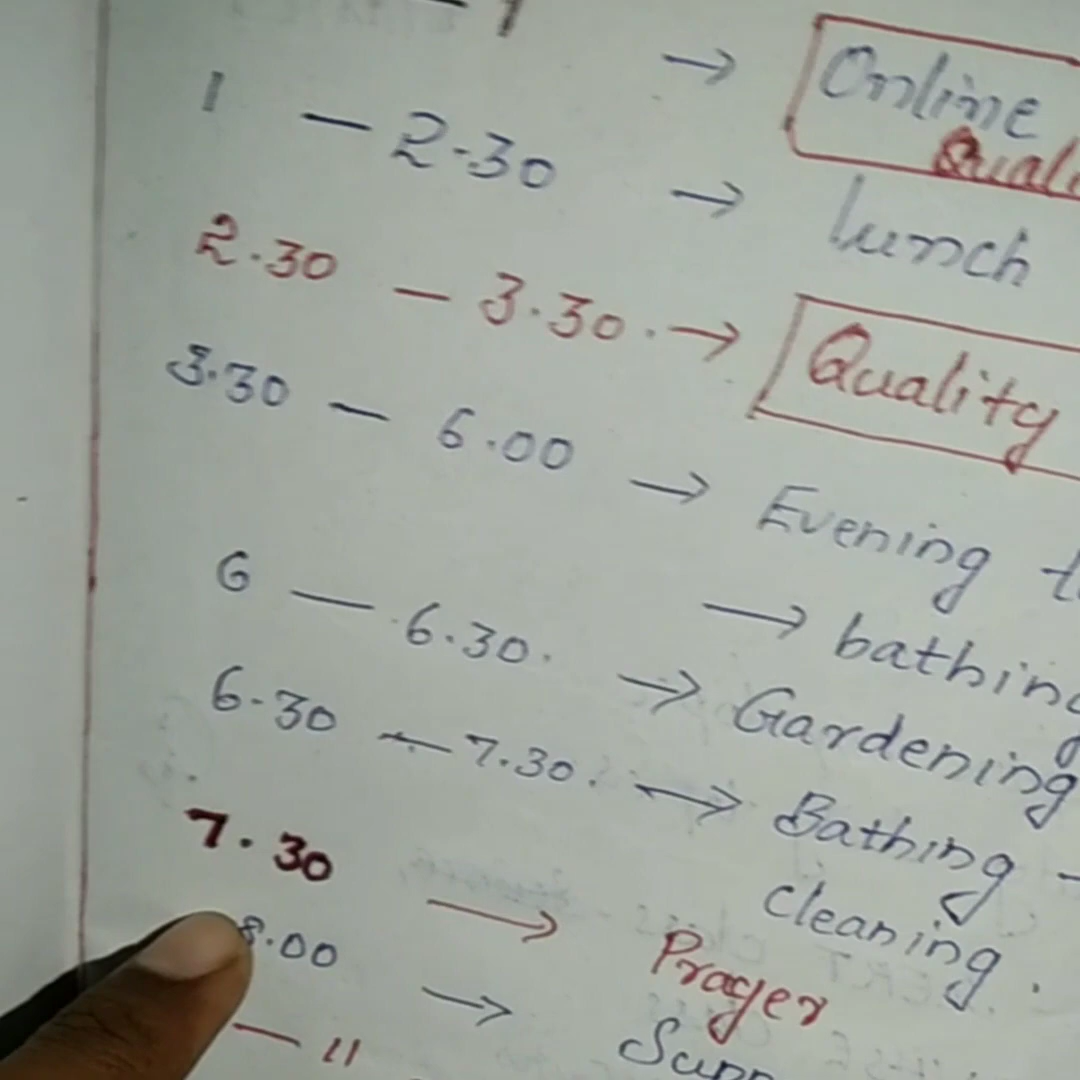 1 → Online
1 — 2.30 → lunch
2.30 — 3.30. → Quality
3.30 — 6.00 → Evening
6 — 6.30. → bathing
→ Gardening
6.30 — 7.30. → Bathing -
cleaning.
7.30 → Prayer
8.00 →
— 11